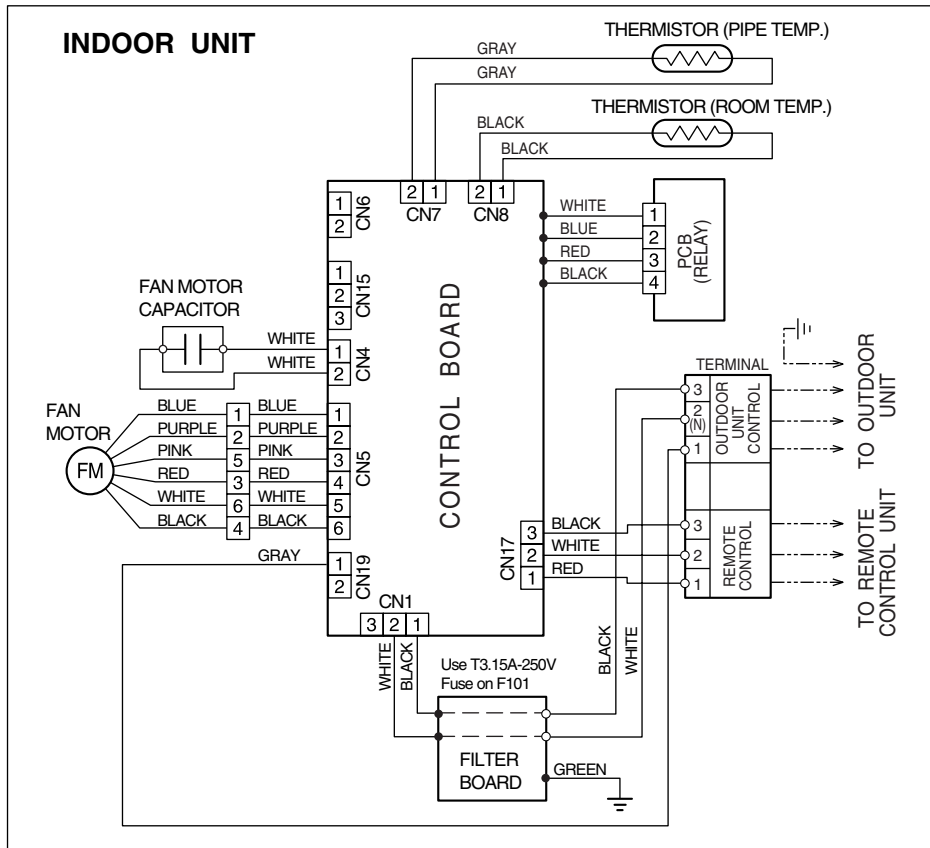 INDOOR UNIT
THERMISTOR (PIPE TEMP.)
GRAY
GRAY
THERMISTOR (ROOM TEMP.)
BLACK
BLACK
2 1
CN7
2 1
CN8
1
2
CN6
WHITE
BLUE
RED
BLACK
1
2
3
4
PCB
(RELAY)
1
2
3
CN15
FAN MOTOR
CAPACITOR
WHITE
WHITE
1
2
CN4
CONTROL BOARD
FAN
MOTOR
FM
BLUE 1 BLUE 1
PURPLE 2 PURPLE 2
PINK 5 PINK 3
RED 3 RED 4
WHITE 6 WHITE 5
BLACK 4 BLACK 6
CN5
GRAY
1
2
CN19
TERMINAL
3
2
(N)
1
OUTDOOR
UNIT
CONTROL
TO OUTDOOR
UNIT
CN17
3 BLACK 3
2 WHITE 2
1 RED 1
REMOTE
CONTROL
TO REMOTE
CONTROL UNIT
CN1
3 2 1
WHITE
BLACK
BLACK
WHITE
Use T3.15A-250V
Fuse on F101
FILTER
BOARD
GREEN